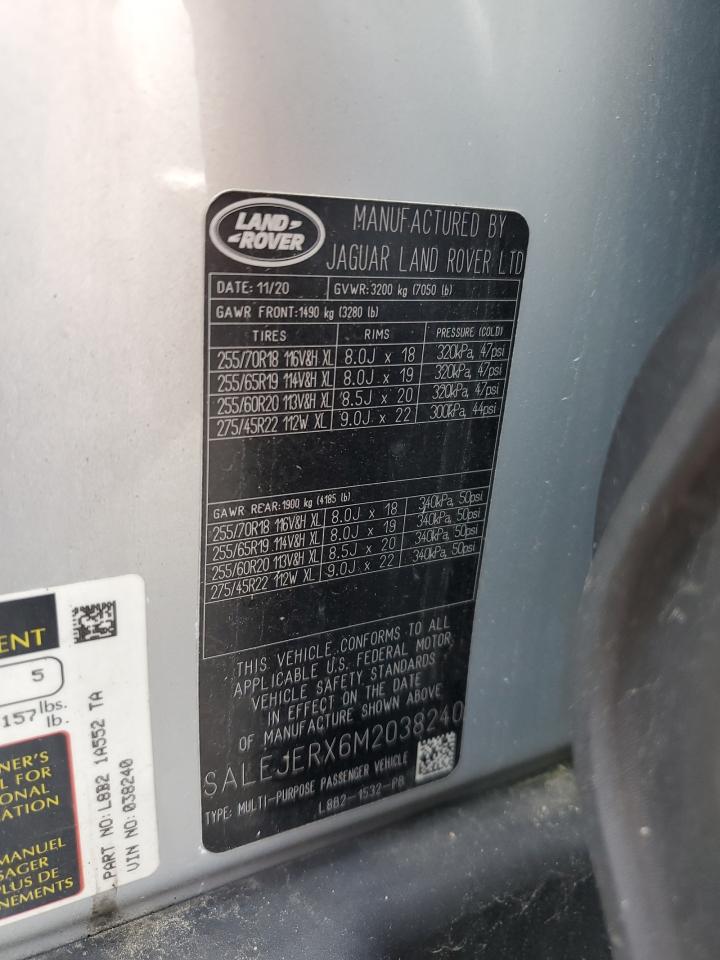 LAND-
-ROVER
MANUFACTURED BY
JAGUAR LAND ROVER LTD
DATE: 11/20 GVWR:3200 kg (7050 lb)
GAWR FRONT:1490 kg (3280 lb)
TIRES RIMS PRESSURE (COLD)
255/70R18 116V&H XL 8.0J x 18 320kPa, 47psi
255/65R19 114V&H XL 8.0J x 19 320kPa, 47psi
255/60R20 113V&H XL 8.5J x 20 320kPa, 47psi
275/45R22 112W XL 9.0J x 22 300kPa, 44psi
GAWR REAR:1900 kg (4185 lb)
255/70R18 116V&H XL 8.0J x 18 340kPa, 50psi
255/65R19 114V&H XL 8.0J x 19 340kPa, 50psi
255/60R20 113V&H XL 8.5J x 20 340kPa, 50psi
275/45R22 112W XL 9.0J x 22 340kPa, 50psi
THIS VEHICLE CONFORMS TO ALL
APPLICABLE U.S. FEDERAL MOTOR
VEHICLE SAFETY STANDARDS
IN EFFECT ON THE DATE
OF MANUFACTURE SHOWN ABOVE
SALEJERX6M2038240
TYPE: MULTI-PURPOSE PASSENGER VEHICLE
L8B2-1532-PB
ENT
5
157 lbs.
lb.
NER'S
L FOR
ONAL
ATION
MANUEL
SAGER
PLUS DE
NEMENTS
PART NO:L8B2 1A552 TA
VIN NO:038240